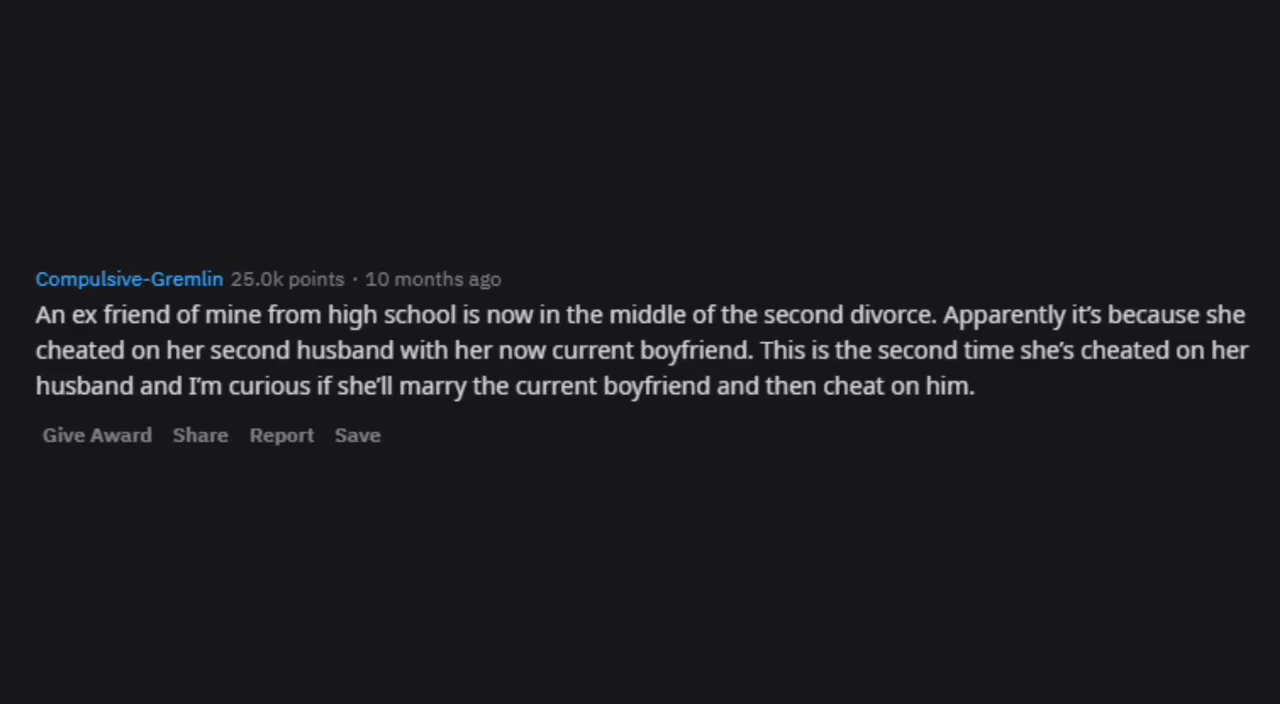 Compulsive-Gremlin 25.0k points · 10 months ago
An ex friend of mine from high school is now in the middle of the second divorce. Apparently it’s because she
cheated on her second husband with her now current boyfriend. This is the second time she’s cheated on her
husband and I’m curious if she’ll marry the current boyfriend and then cheat on him.
Give Award Share Report Save